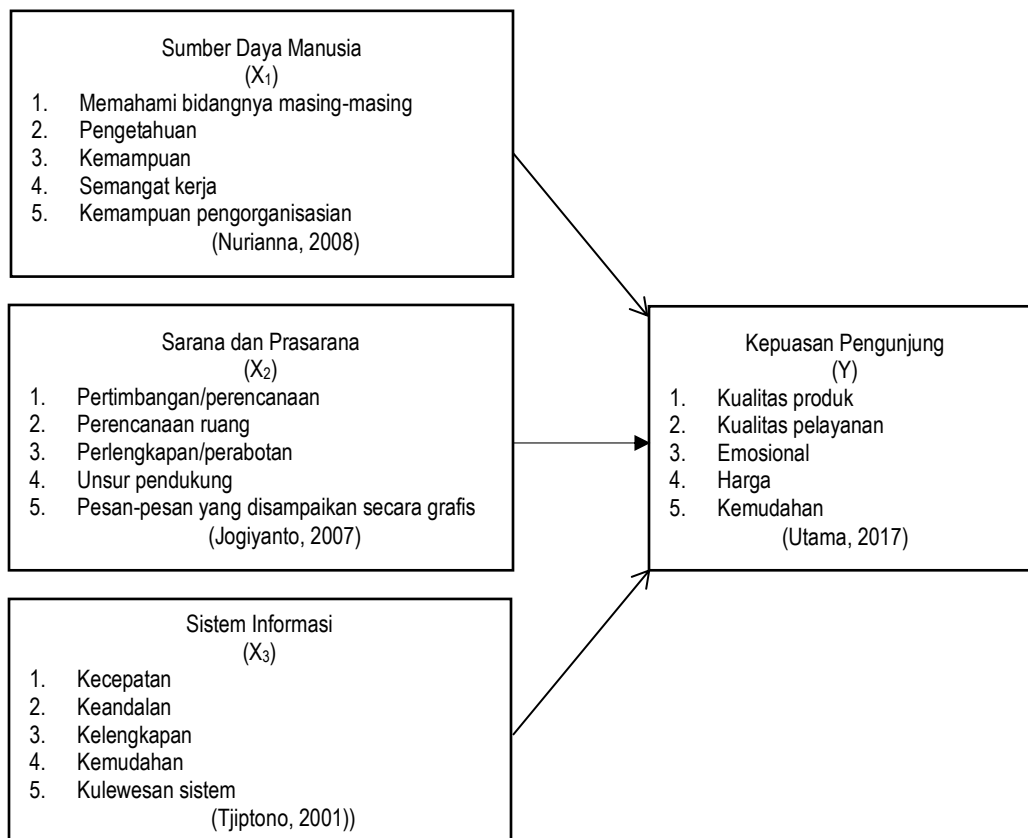 Sumber Daya Manusia
(X₁)
1. Memahami bidangnya masing-masing
2. Pengetahuan
3. Kemampuan
4. Semangat kerja
5. Kemampuan pengorganisasian
(Nurianna, 2008)
Sarana dan Prasarana
(X₂)
1. Pertimbangan/perencanaan
2. Perencanaan ruang
3. Perlengkapan/perabotan
4. Unsur pendukung
5. Pesan-pesan yang disampaikan secara grafis
(Jogiyanto, 2007)
Sistem Informasi
(X₃)
1. Kecepatan
2. Keandalan
3. Kelengkapan
4. Kemudahan
5. Kulewesan sistem
(Tjiptono, 2001))
Kepuasan Pengunjung
(Y)
1. Kualitas produk
2. Kualitas pelayanan
3. Emosional
4. Harga
5. Kemudahan
(Utama, 2017)